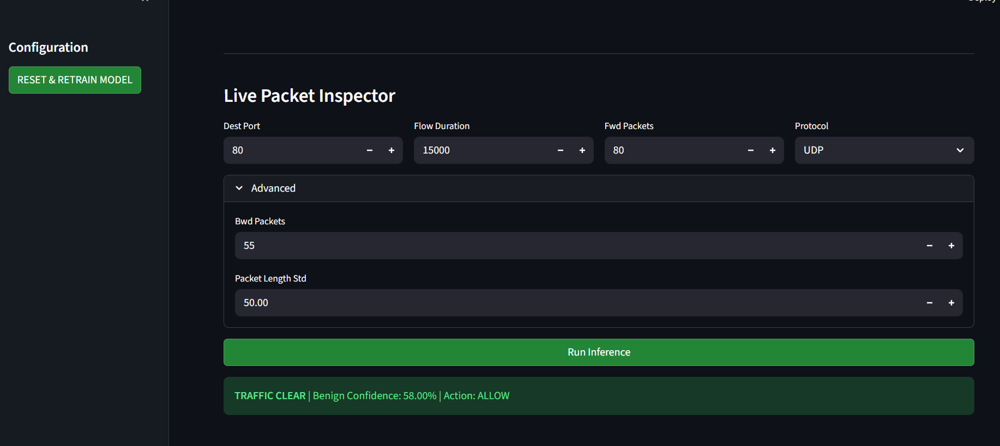 Deploy
Configuration
RESET & RETRAIN MODEL
Live Packet Inspector
Dest Port
80
Flow Duration
15000
Fwd Packets
80
Protocol
UDP
Advanced
Bwd Packets
55
Packet Length Std
50.00
Run Inference
TRAFFIC CLEAR | Benign Confidence: 58.00% | Action: ALLOW